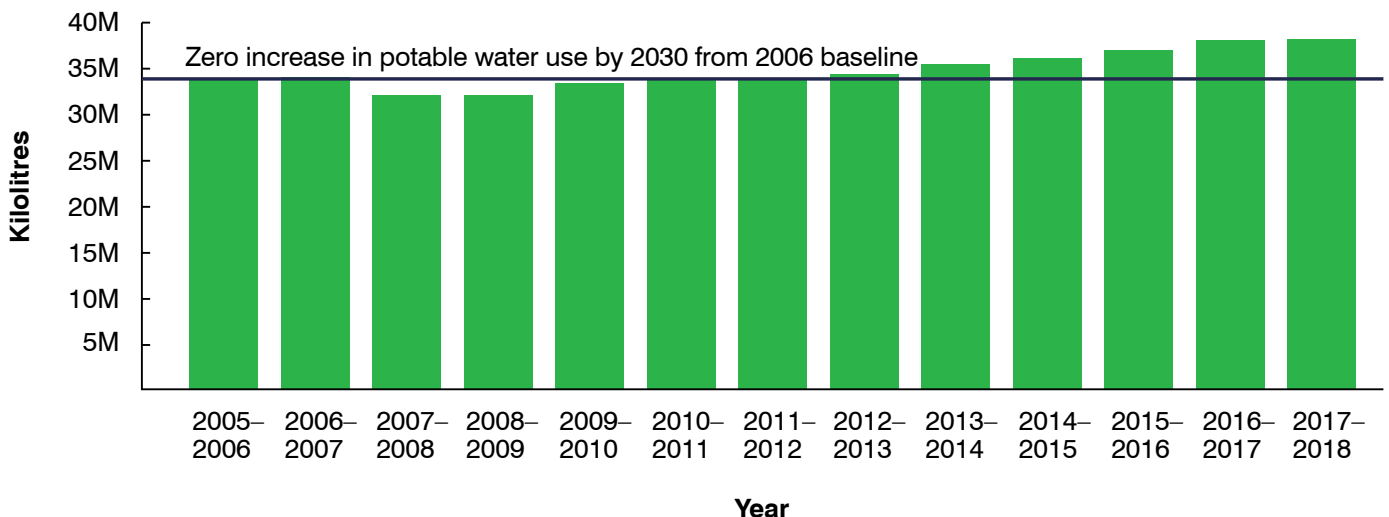 40M
Zero increase in potable water use by 2030 from 2006 baseline
35M
30M
25M
20M
15M
10M
5M
Kilolitres
2005– 2006– 2007– 2008– 2009– 2010– 2011– 2012– 2013– 2014– 2015– 2016– 2017–
2006 2007 2008 2009 2010 2011 2012 2013 2014 2015 2016 2017 2018
Year